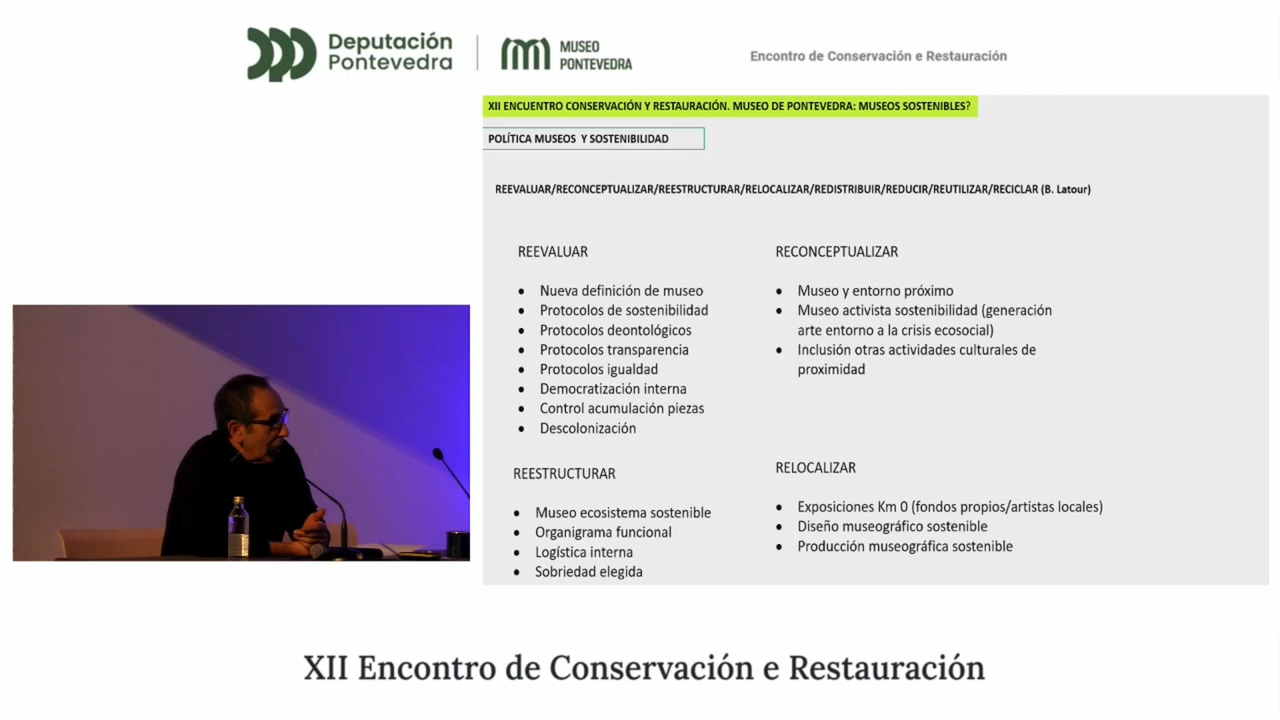 Deputación
Pontevedra
MUSEO
PONTEVEDRA
Encontro de Conservación e Restauración
XII ENCUENTRO CONSERVACIÓN Y RESTAURACIÓN. MUSEO DE PONTEVEDRA: MUSEOS SOSTENIBLES?
POLÍTICA MUSEOS Y SOSTENIBILIDAD
REEVALUAR/RECONCEPTUALIZAR/REESTRUCTURAR/RELOCALIZAR/REDISTRIBUIR/REDUCIR/REUTILIZAR/RECICLAR (B. Latour)
REEVALUAR
• Nueva definición de museo
• Protocolos de sostenibilidad
• Protocolos deontológicos
• Protocolos transparencia
• Protocolos igualdad
• Democratización interna
• Control acumulación piezas
• Descolonización
RECONCEPTUALIZAR
• Museo y entorno próximo
• Museo activista sostenibilidad (generación
arte entorno a la crisis ecosocial)
• Inclusión otras actividades culturales de
proximidad
REESTRUCTURAR
• Museo ecosistema sostenible
• Organigrama funcional
• Logística interna
• Sobriedad elegida
RELOCALIZAR
• Exposiciones Km 0 (fondos propios/artistas locales)
• Diseño museográfico sostenible
• Producción museográfica sostenible
XII Encontro de Conservación e Restauración